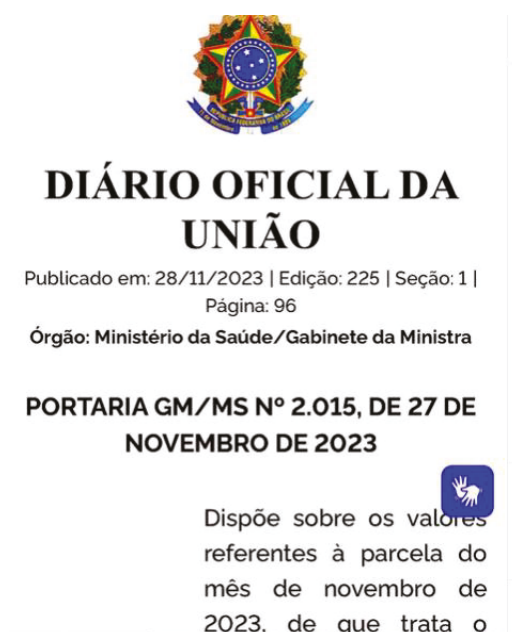 DIÁRIO OFICIAL DA
UNIÃO
Publicado em: 28/11/2023 | Edição: 225 | Seção: 1 |
Página: 96
Órgão: Ministério da Saúde/Gabinete da Ministra
PORTARIA GM/MS Nº 2.015, DE 27 DE
NOVEMBRO DE 2023
Dispõe sobre os valores
referentes à parcela do
mês de novembro de
2023, de que trata o